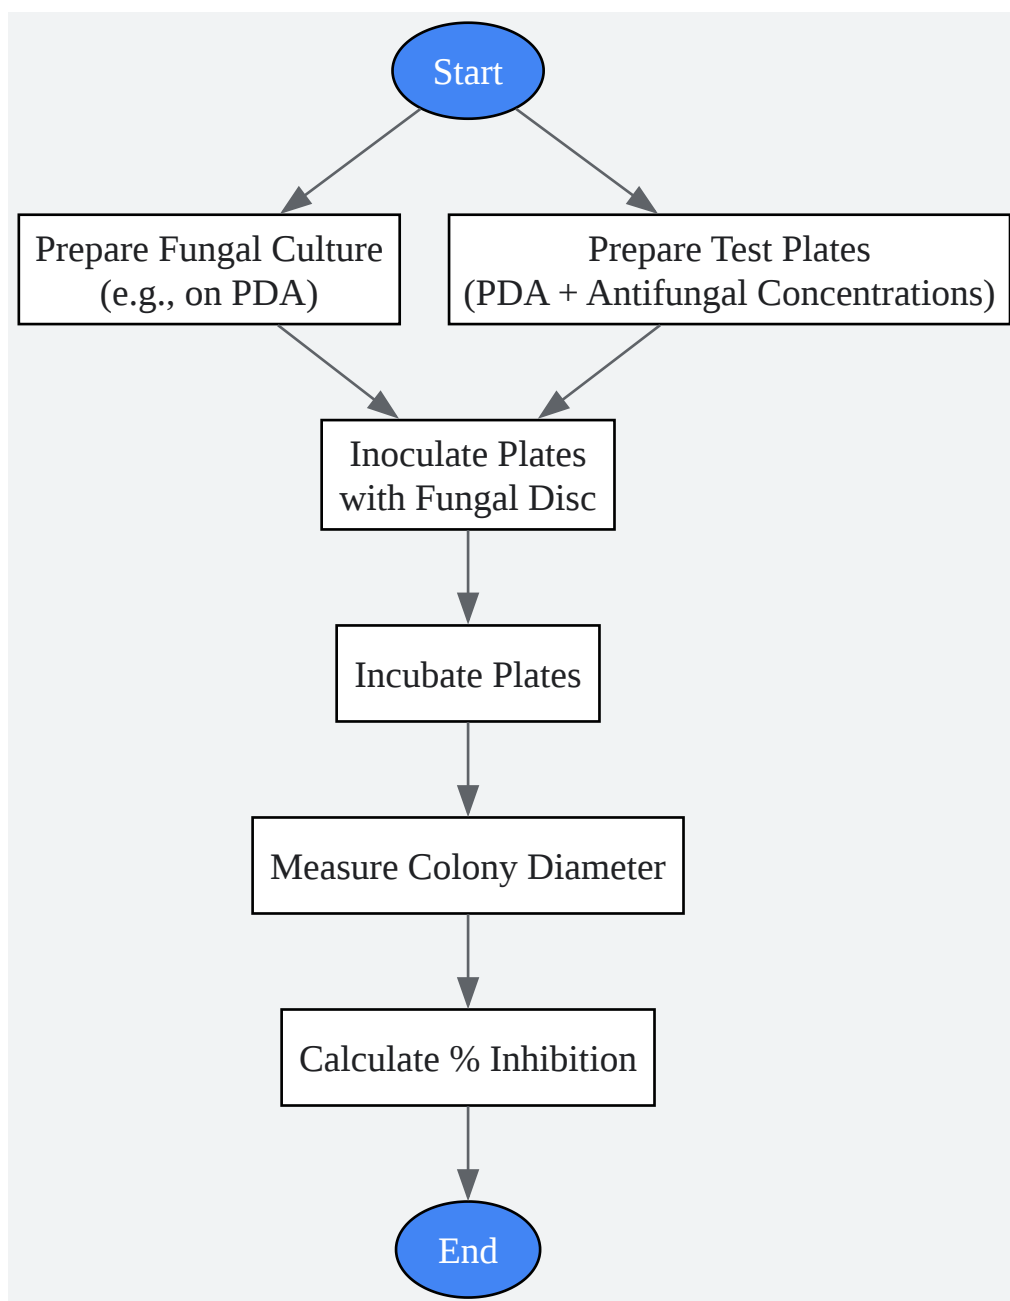 Start
Prepare Fungal Culture
(e.g., on PDA)
Prepare Test Plates
(PDA + Antifungal Concentrations)
Inoculate Plates
with Fungal Disc
Incubate Plates
Measure Colony Diameter
Calculate % Inhibition
End